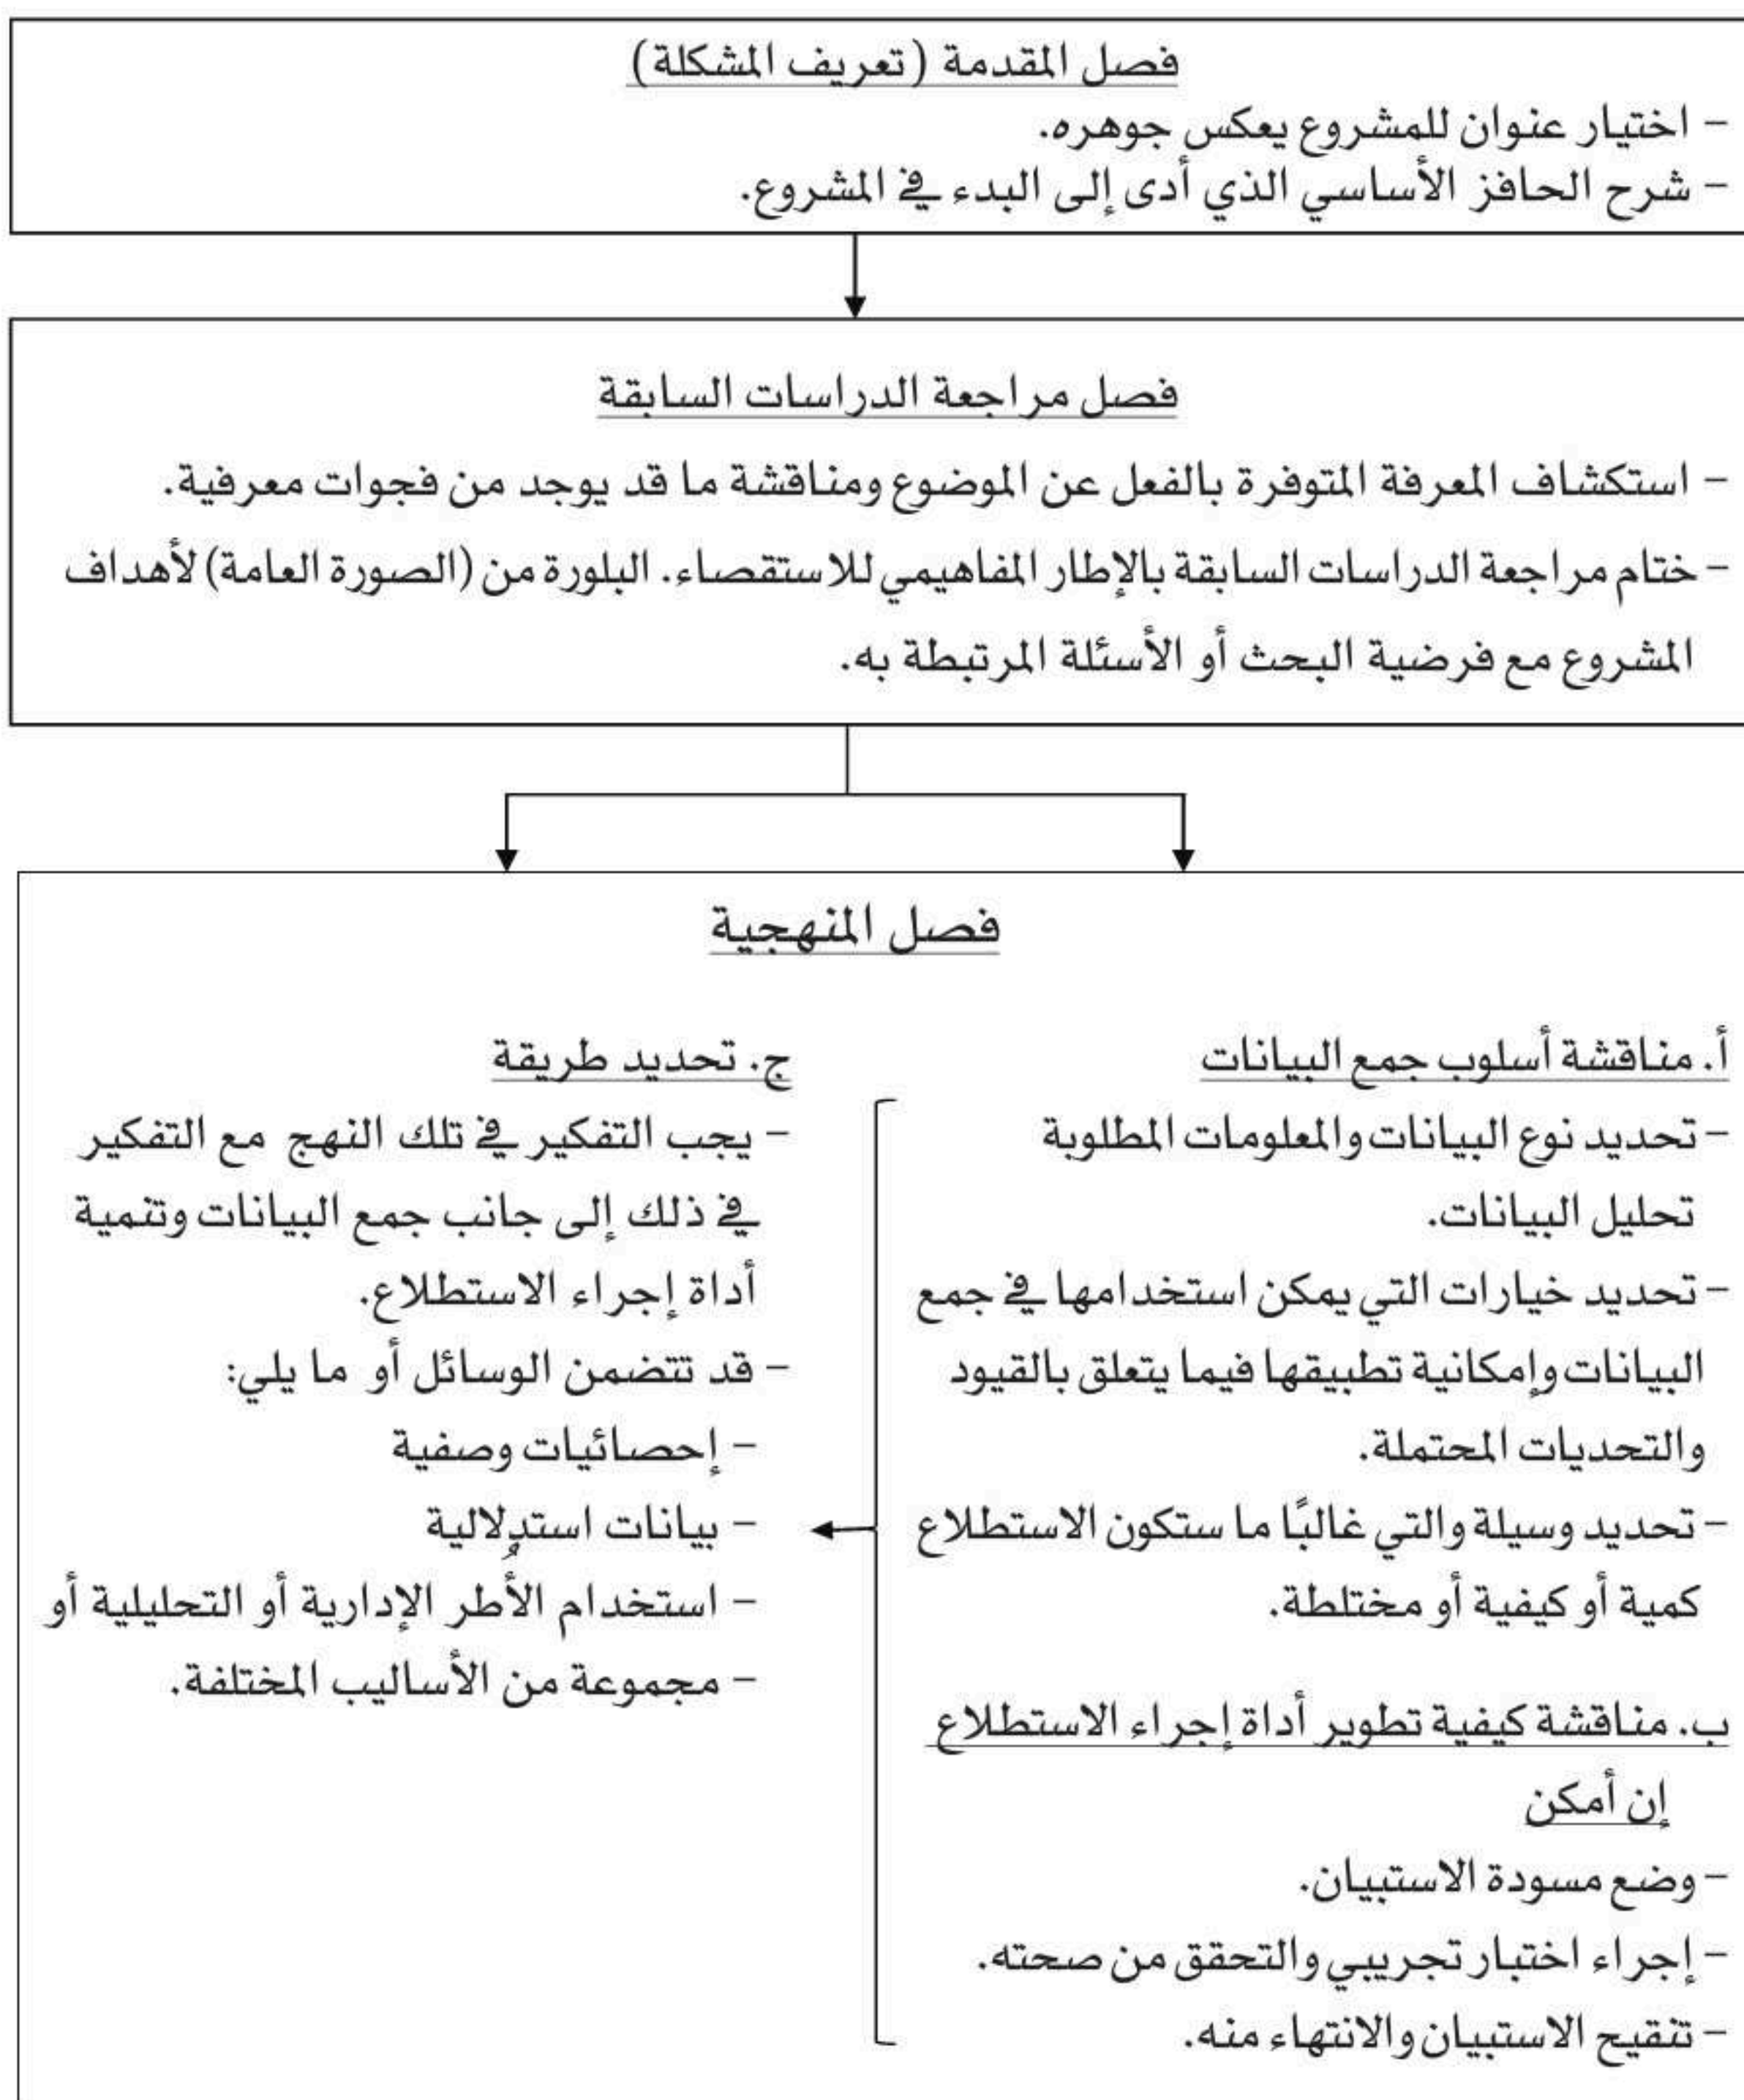 فصل المقدمة (تعريف المشكلة)
– اختيار عنوان للمشروع يعكس جوهره.
– شرح الحافز الأساسي الذي أدى إلى البدء في المشروع.
فصل مراجعة الدراسات السابقة
– استكشاف المعرفة المتوفرة بالفعل عن الموضوع ومناقشة ما قد يوجد من فجوات معرفية.
– ختام مراجعة الدراسات السابقة بالإطار المفاهيمي للاستقصاء. البلورة من (الصورة العامة) لأهداف
المشروع مع فرضية البحث أو الأسئلة المرتبطة به.
فصل المنهجية
أ. مناقشة أسلوب جمع البيانات
– تحديد نوع البيانات والمعلومات المطلوبة
تحليل البيانات.
– تحديد خيارات التي يمكن استخدامها في جمع
البيانات وإمكانية تطبيقها فيما يتعلق بالقيود
والتحديات المحتملة.
– تحديد وسيلة والتي غالبًا ما ستكون الاستطلاع
كمية أو كيفية أو مختلطة.
ب. مناقشة كيفية تطوير أداة إجراء الاستطلاع
إن أمكن
– وضع مسودة الاستبيان.
– إجراء اختبار تجريبي والتحقق من صحته.
– تنقيح الاستبيان والانتهاء منه.
ج. تحديد طريقة
– يجب التفكير في تلك النهج مع التفكير
في ذلك إلى جانب جمع البيانات وتنمية
أداة إجراء الاستطلاع.
– قد تتضمن الوسائل أو ما يلي:
– إحصائيات وصفية
– بيانات استدلالية
– استخدام الأُطر الإدارية أو التحليلية أو
– مجموعة من الأساليب المختلفة.